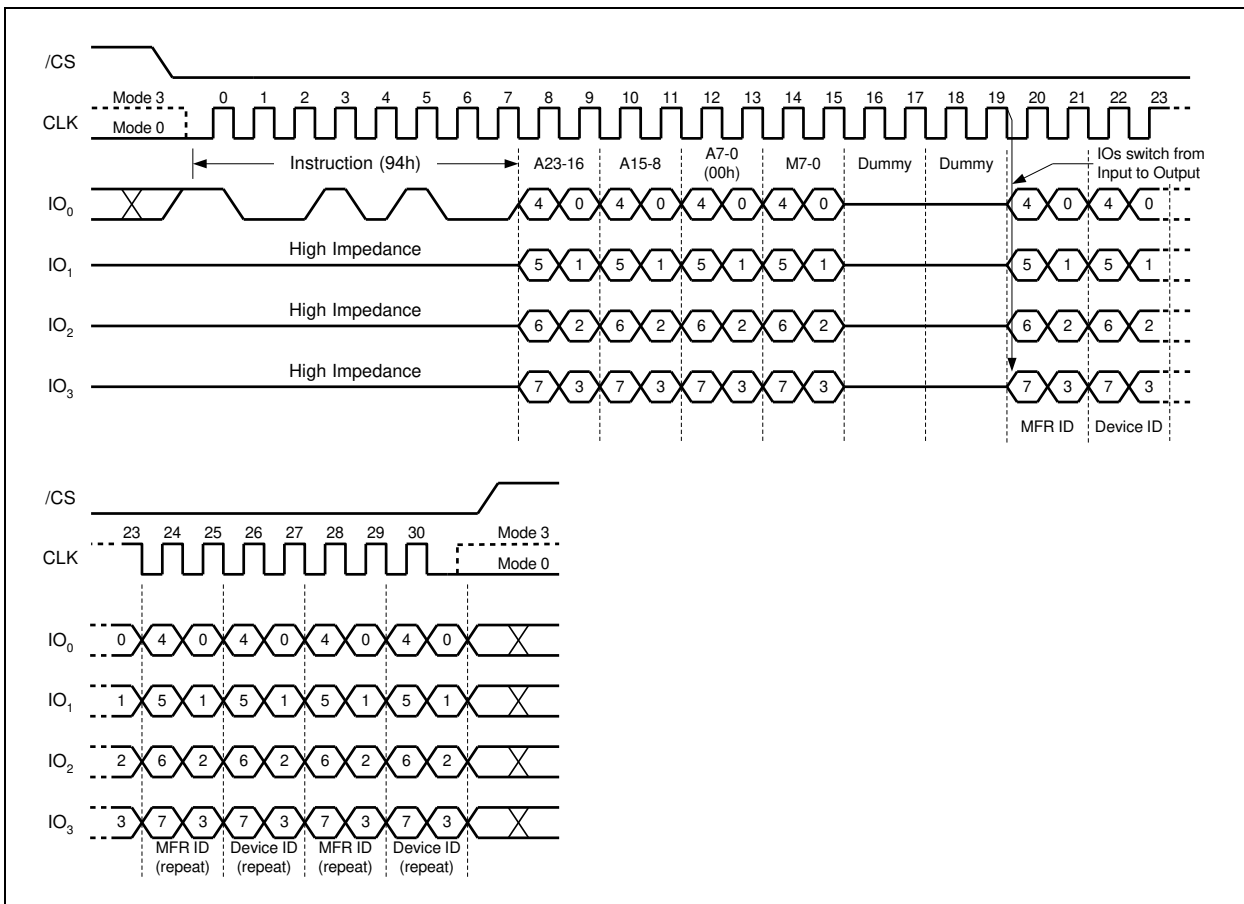 /CS
Mode 3
0 1 2 3 4 5 6 7 8 9 10 11 12 13 14 15 16 17 18 19 20 21 22 23
CLK
Mode 0
Instruction (94h)
A23-16
A15-8
A7-0
(00h)
M7-0
Dummy
Dummy
IOs switch from
Input to Output
IO0
4 0 4 0 4 0 4 0 4 0 4 0
High Impedance
IO1
5 1 5 1 5 1 5 1 5 1 5 1
High Impedance
IO2
6 2 6 2 6 2 6 2 6 2 6 2
High Impedance
IO3
7 3 7 3 7 3 7 3 7 3 7 3
MFR ID
Device ID
/CS
23 24 25 26 27 28 29 30
Mode 3
CLK
Mode 0
IO0
0 4 0 4 0 4 0 4 0
IO1
1 5 1 5 1 5 1 5 1
IO2
2 6 2 6 2 6 2 6 2
IO3
3 7 3 7 3 7 3 7 3
MFR ID
(repeat)
Device ID
(repeat)
MFR ID
(repeat)
Device ID
(repeat)